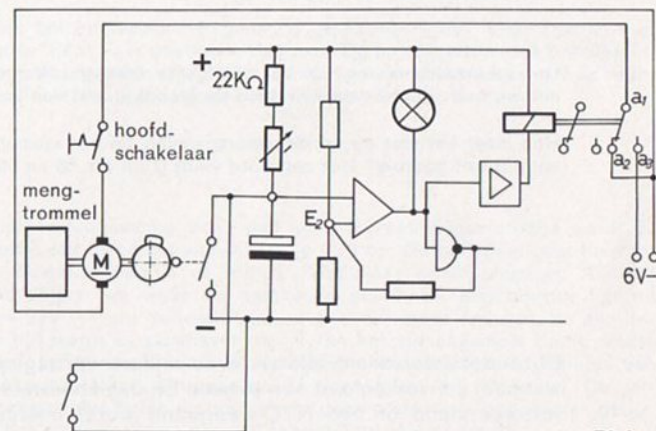 +
22KΩ
hoofd-
schakelaar
meng-
trommel
M
E₂
a₁
a₂
a₃
6V-
−